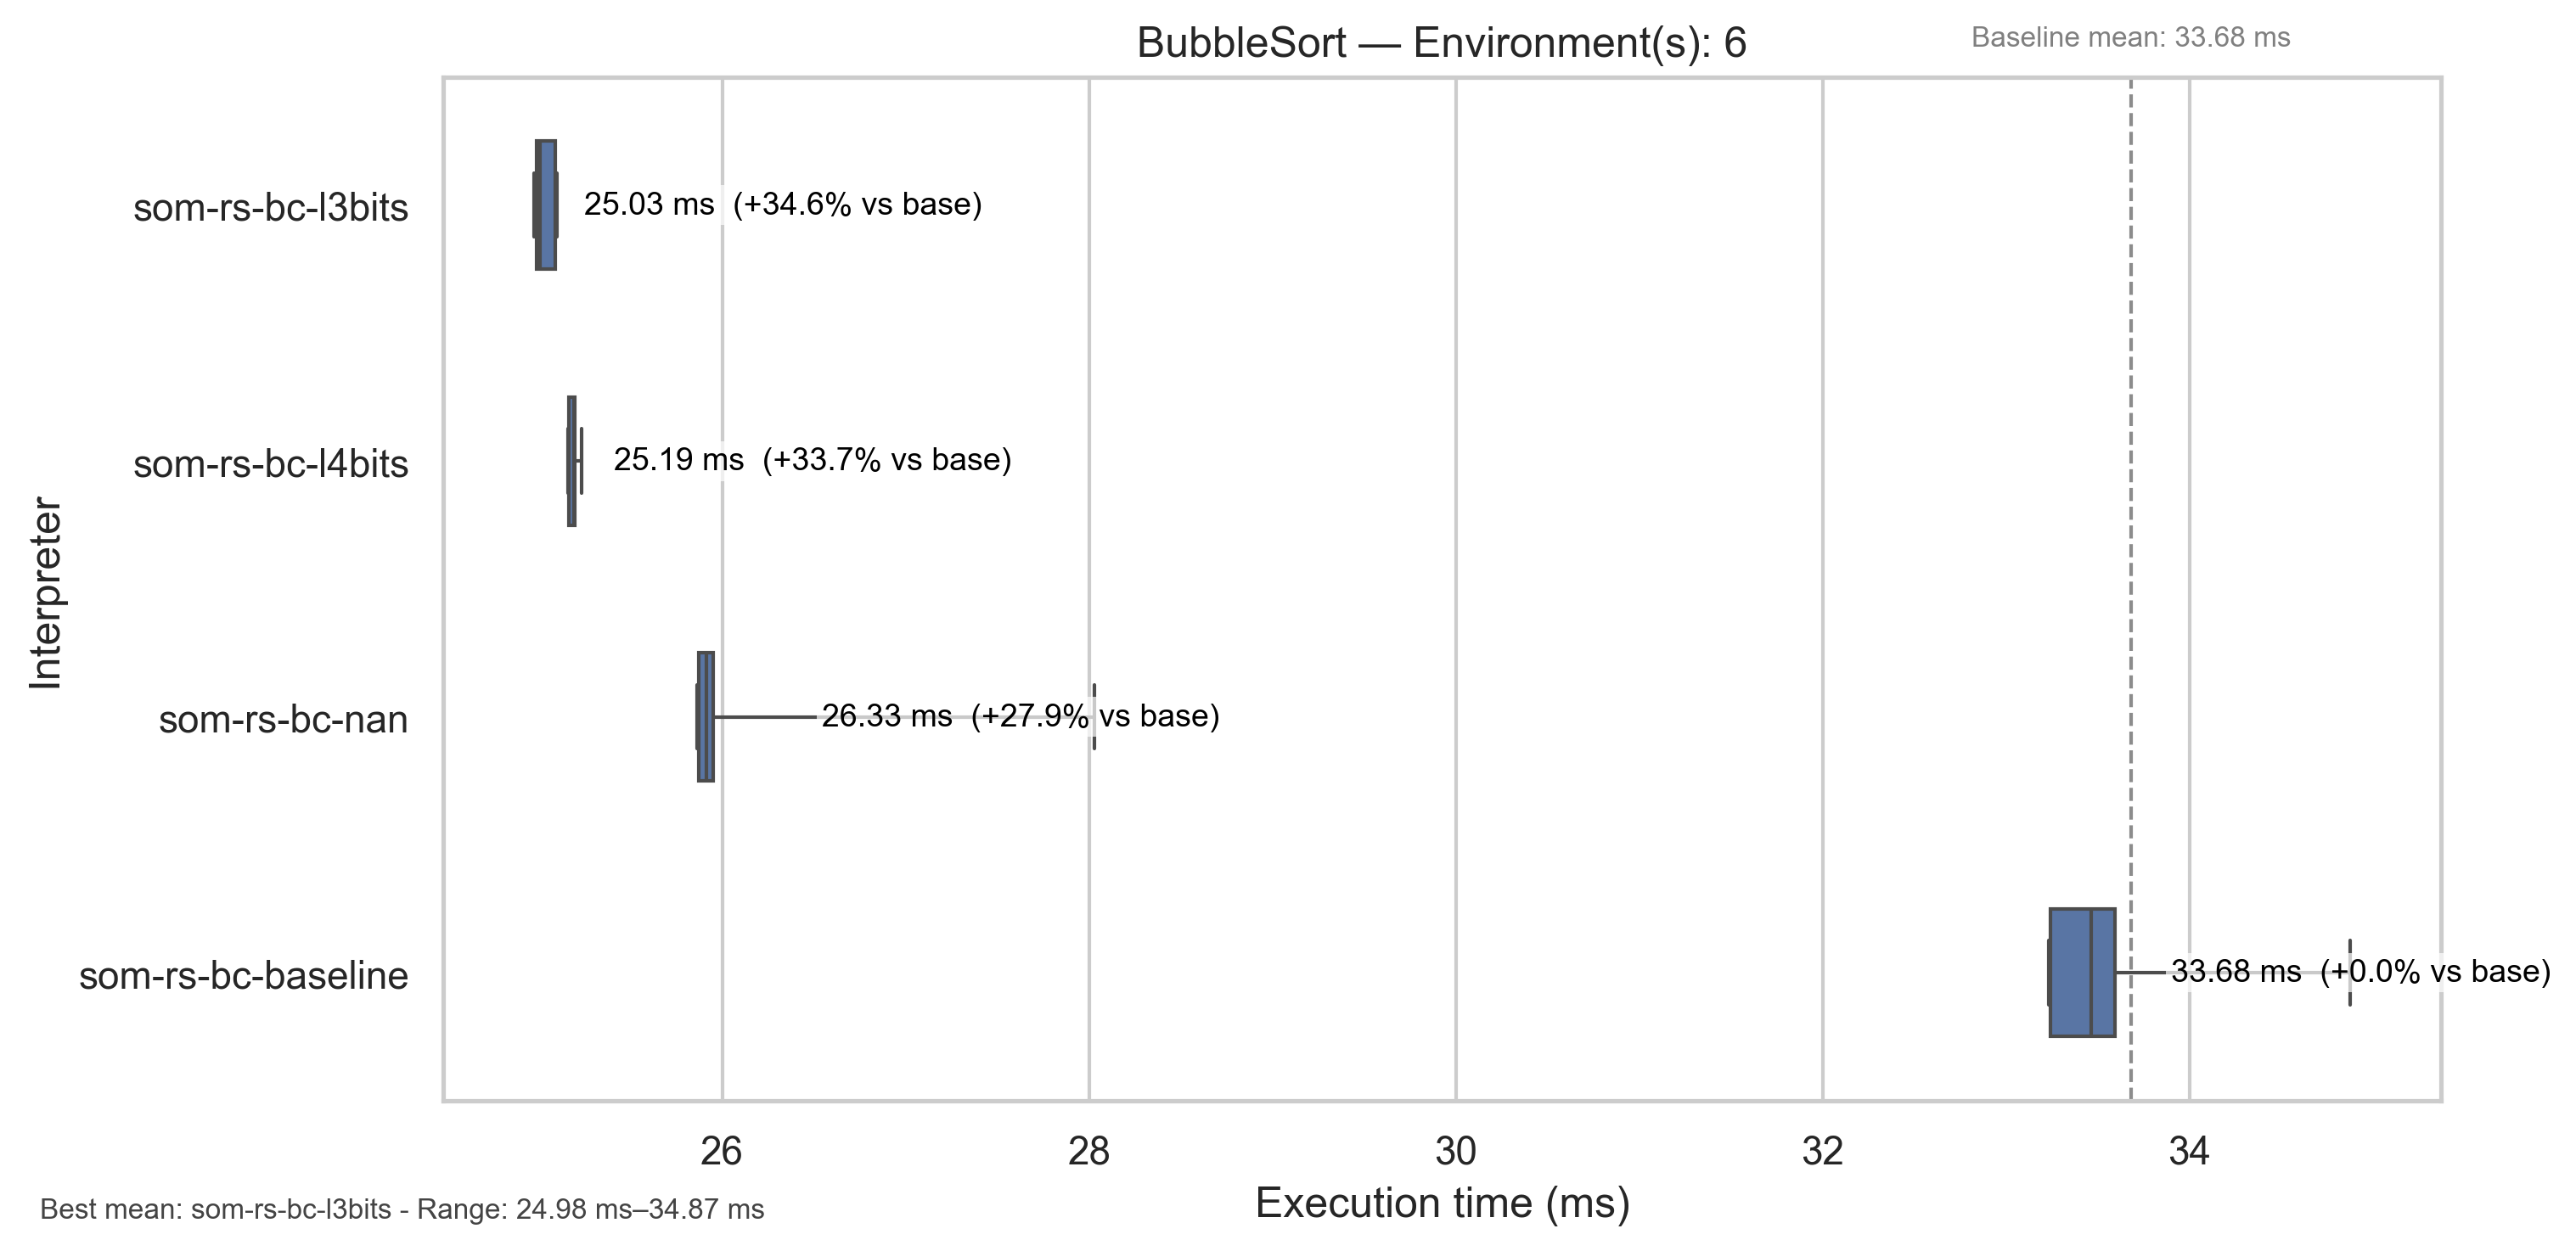 BubbleSort — Environment(s): 6
Baseline mean: 33.68 ms
Interpreter
som-rs-bc-l3bits
25.03 ms (+34.6% vs base)
som-rs-bc-l4bits
25.19 ms (+33.7% vs base)
som-rs-bc-nan
26.33 ms (+27.9% vs base)
som-rs-bc-baseline
33.68 ms (+0.0% vs base)
26 28 30 32 34
Execution time (ms)
Best mean: som-rs-bc-l3bits - Range: 24.98 ms–34.87 ms